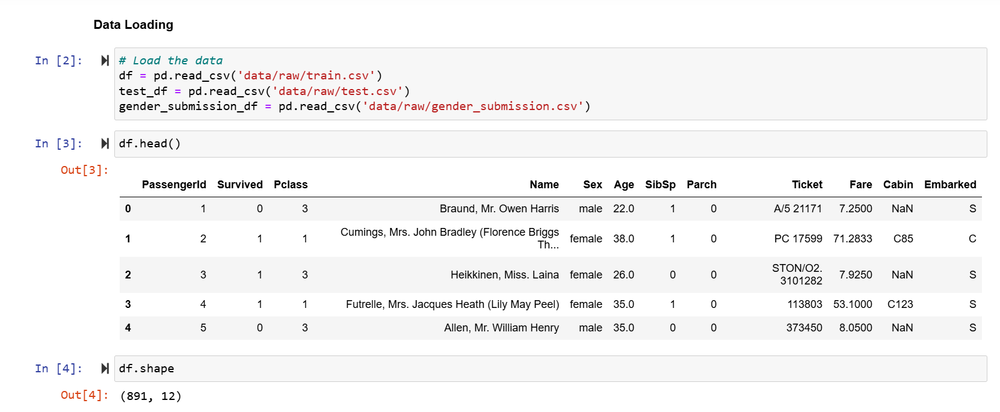 Data Loading
In [2]:
# Load the data
df = pd.read_csv('data/raw/train.csv')
test_df = pd.read_csv('data/raw/test.csv')
gender_submission_df = pd.read_csv('data/raw/gender_submission.csv')
In [3]:
df.head()
Out[3]:
PassengerId Survived Pclass Name Sex Age SibSp Parch Ticket Fare Cabin Embarked
0 1 0 3 Braund, Mr. Owen Harris male 22.0 1 0 A/5 21171 7.2500 NaN S
1 2 1 1 Cumings, Mrs. John Bradley (Florence Briggs Th... female 38.0 1 0 PC 17599 71.2833 C85 C
2 3 1 3 Heikkinen, Miss. Laina female 26.0 0 0 STON/O2. 3101282 7.9250 NaN S
3 4 1 1 Futrelle, Mrs. Jacques Heath (Lily May Peel) female 35.0 1 0 113803 53.1000 C123 S
4 5 0 3 Allen, Mr. William Henry male 35.0 0 0 373450 8.0500 NaN S
In [4]:
df.shape
Out[4]:
(891, 12)